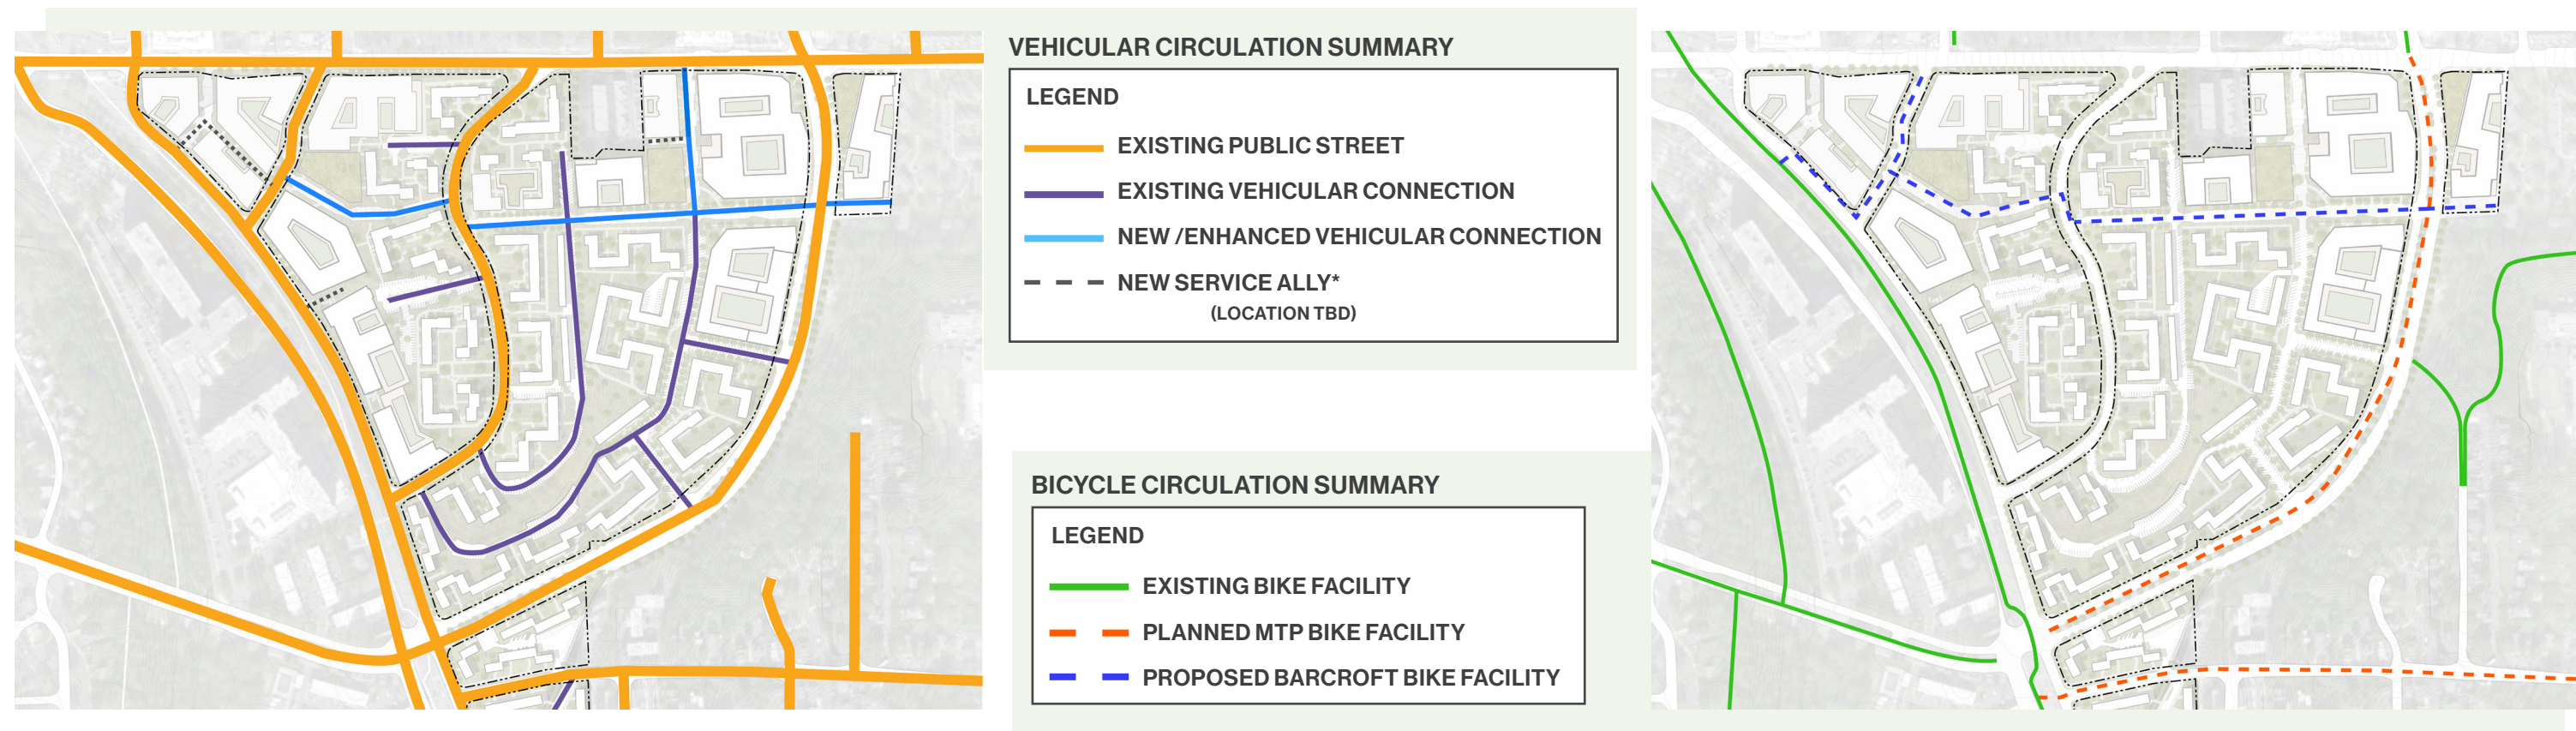 VEHICULAR CIRCULATION SUMMARY
LEGEND
EXISTING PUBLIC STREET
EXISTING VEHICULAR CONNECTION
NEW /ENHANCED VEHICULAR CONNECTION
NEW SERVICE ALLY*
(LOCATION TBD)
BICYCLE CIRCULATION SUMMARY
LEGEND
EXISTING BIKE FACILITY
PLANNED MTP BIKE FACILITY
PROPOSED BARCROFT BIKE FACILITY